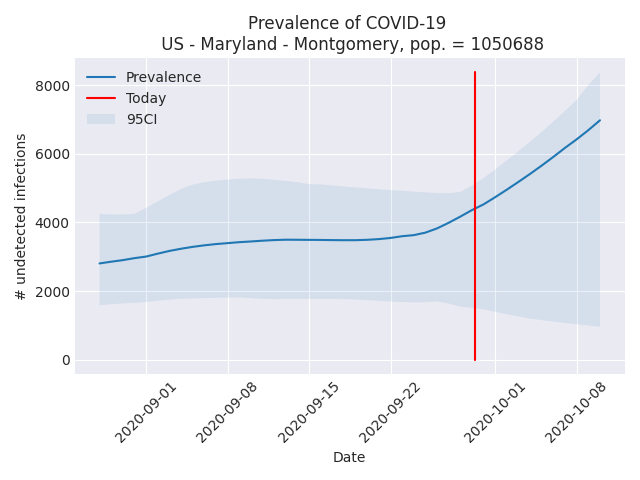 Prevalence of COVID-19
US - Maryland - Montgomery, pop. = 1050688
Prevalence
Today
95CI
# undetected infections
8000
6000
4000
2000
0
2020-09-01
2020-09-08
2020-09-15
2020-09-22
2020-10-01
2020-10-08
Date